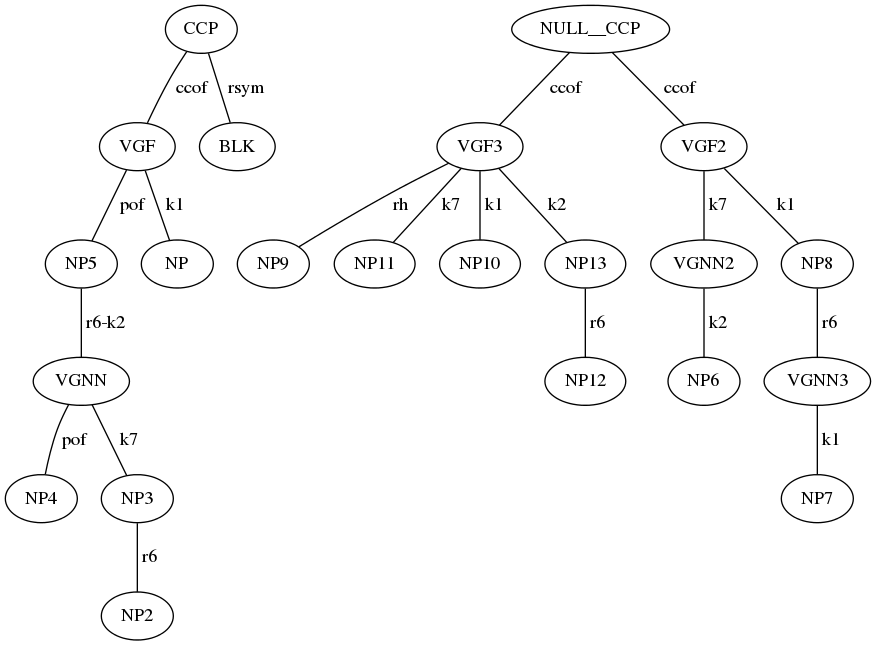 CCP NULL__CCP
ccof rsym ccof ccof
VGF BLK VGF3 VGF2
pof k1 rh k7 k1 k2 k7 k1
NP5 NP NP9 NP11 NP10 NP13 VGNN2 NP8
r6-k2 r6 k2 r6
VGNN NP12 NP6 VGNN3
pof k7 k1
NP4 NP3 NP7
r6
NP2